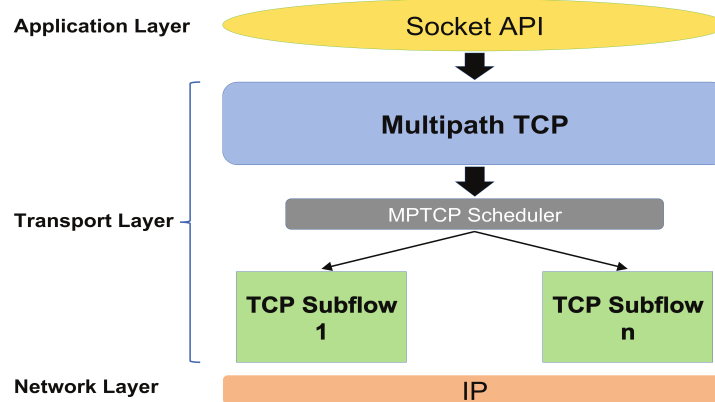 Application Layer
Socket API
Multipath TCP
Transport Layer
MPTCP Scheduler
TCP Subflow
1
TCP Subflow
n
Network Layer
IP